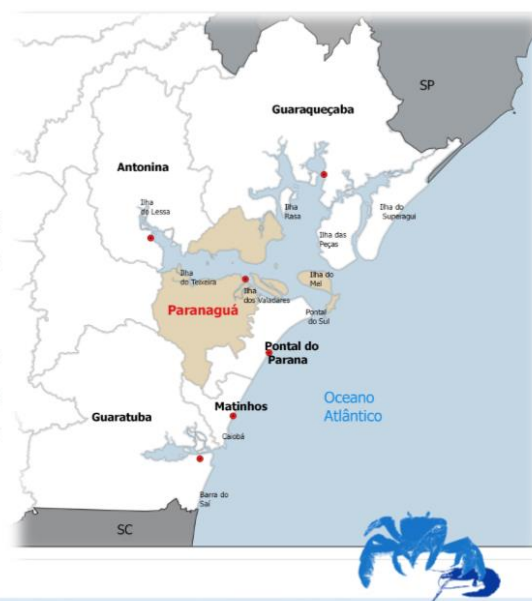 SP
Guaraqueçaba
Antonina
Ilha
do Lessa
Ilha
Rasa
Ilha do
Superagui
Ilha das
Peças
Ilha
do Teixeira
Ilha do
Mel
Ilha
dos Valadares
Paranaguá
Pontal
do Sul
Pontal do
Parana
Oceano
Atlântico
Matinhos
Guaratuba
Caiobá
Barra do
Saí
SC